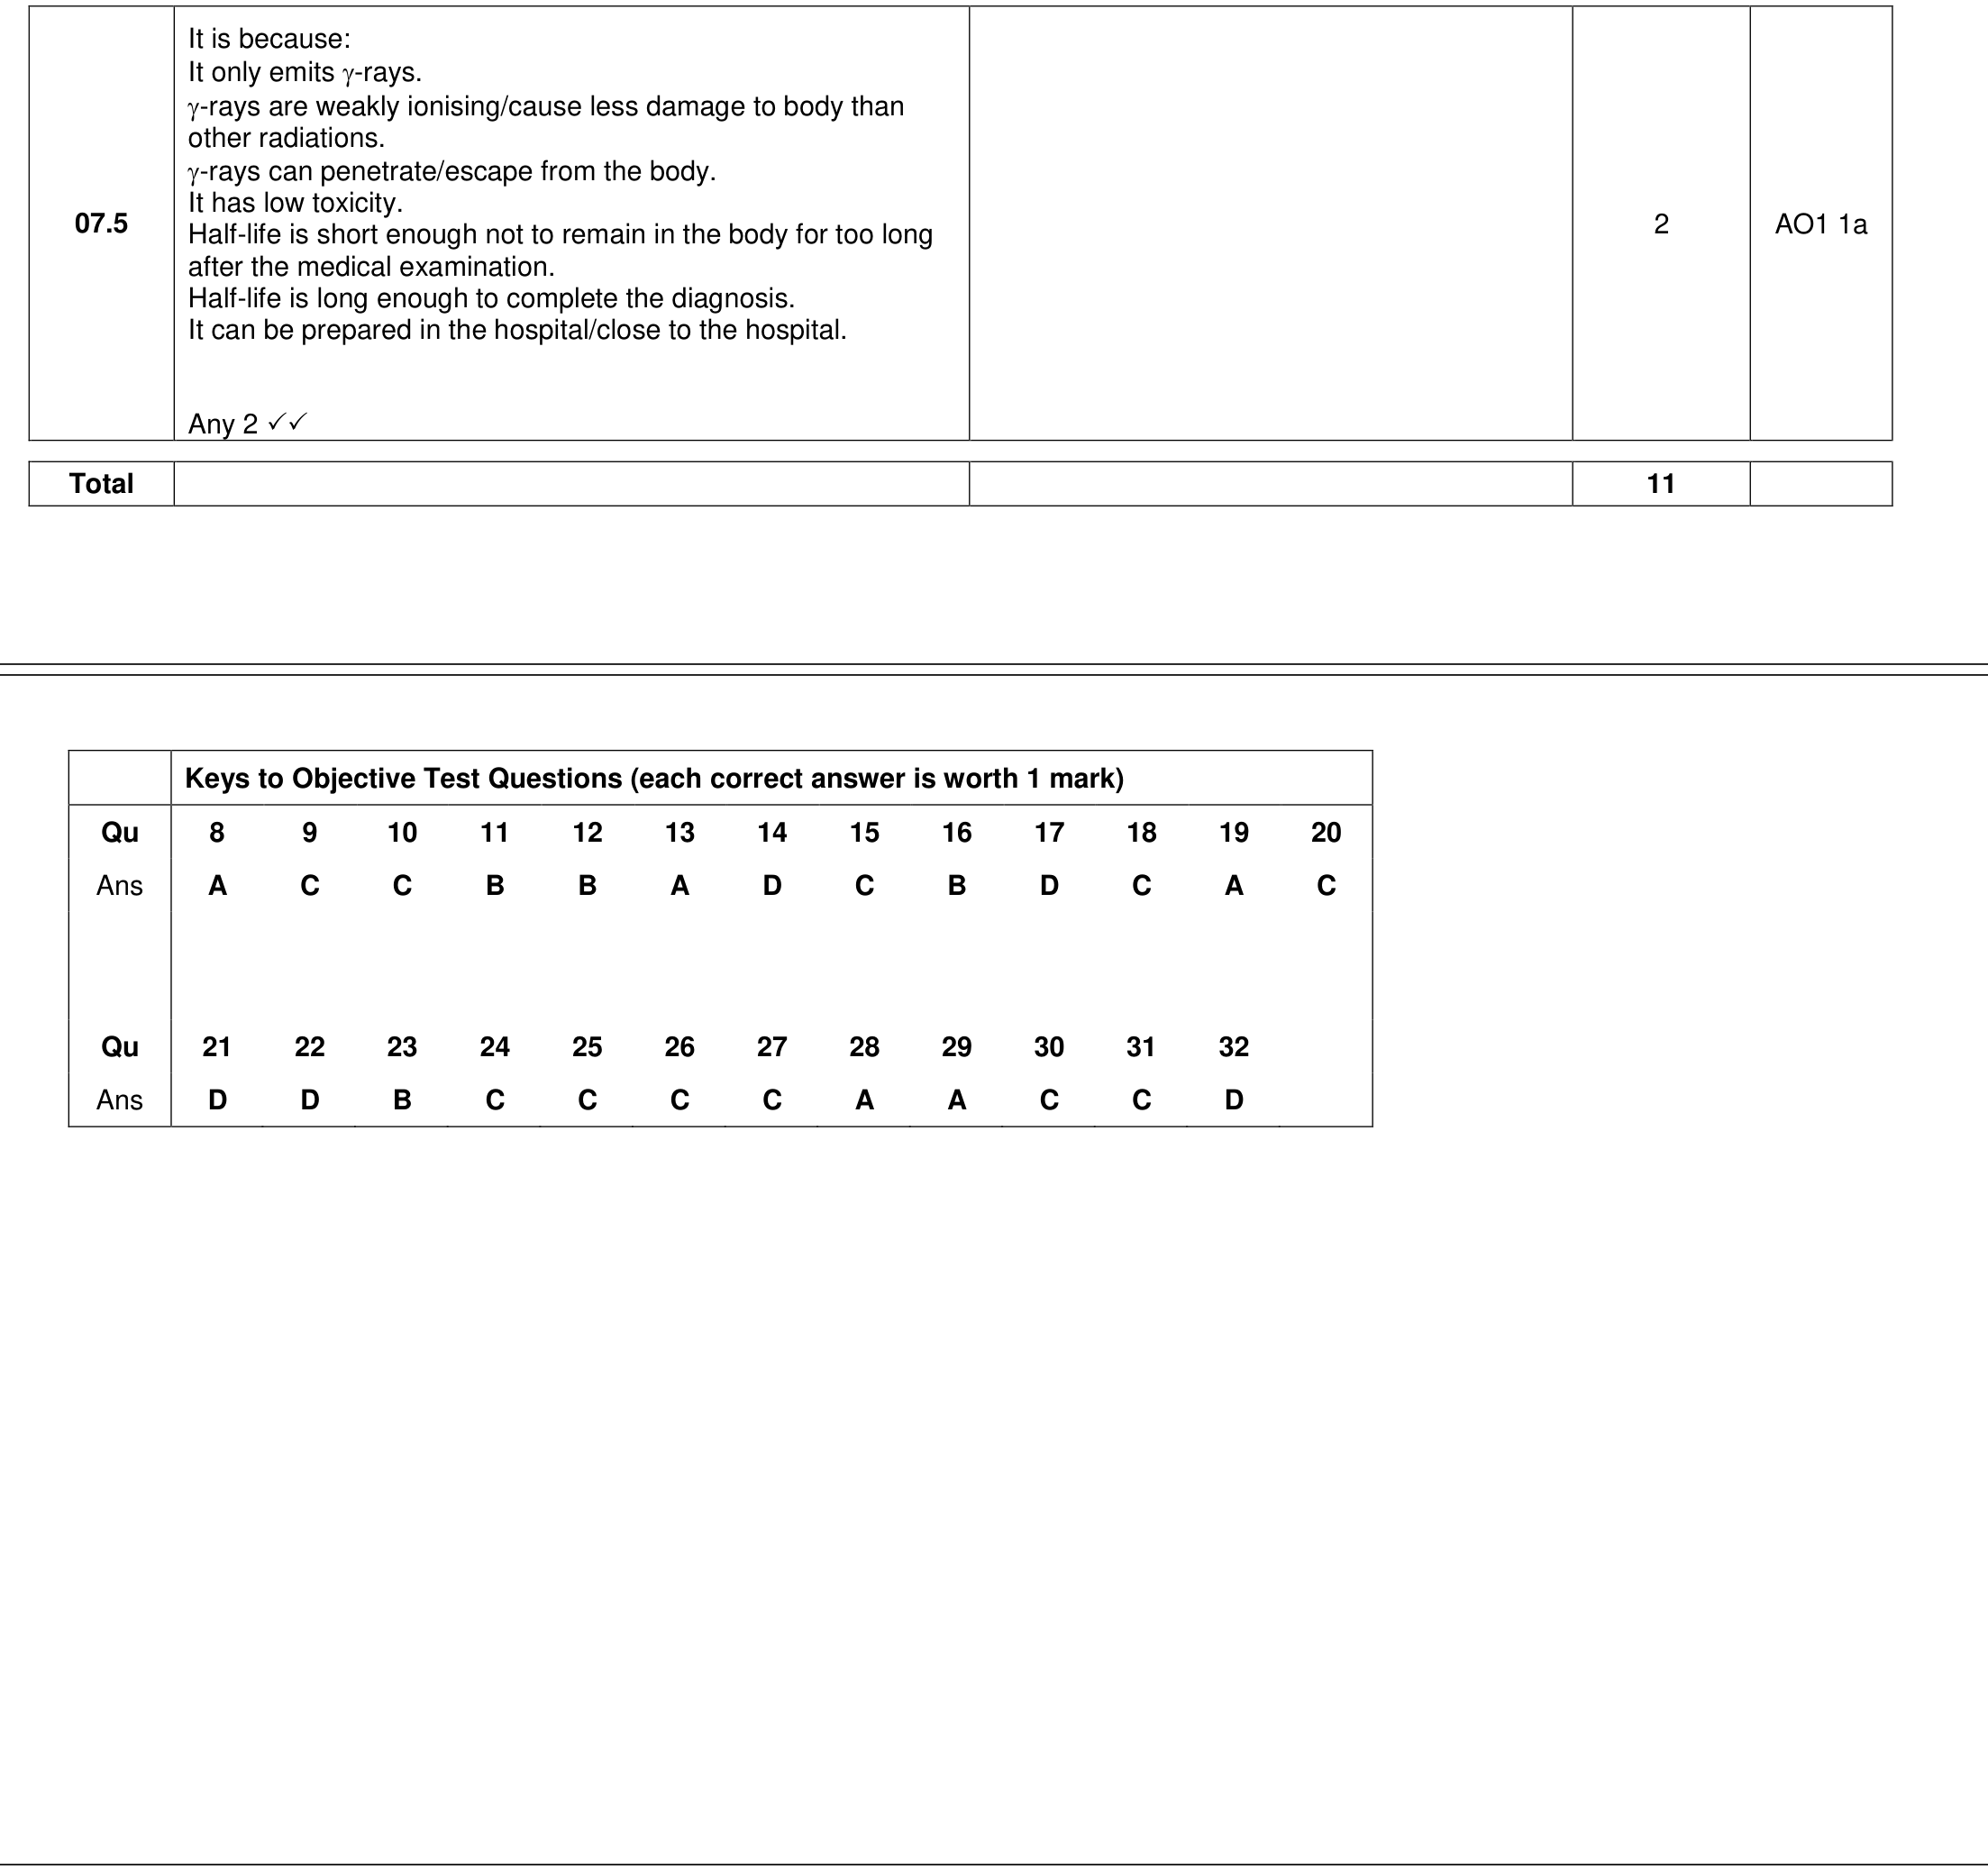 It is because:
It only emits γ-rays.
γ-rays are weakly ionising/cause less damage to body than
other radiations.
γ-rays can penetrate/escape from the body.
It has low toxicity.
07.5
Half-life is short enough not to remain in the body for too long
after the medical examination.
Half-life is long enough to complete the diagnosis.
It can be prepared in the hospital/close to the hospital.
Any 2 ✓✓
2
AO1 1a
Total 11
Keys to Objective Test Questions (each correct answer is worth 1 mark)
Qu 8 9 10 11 12 13 14 15 16 17 18 19 20
Ans A C C B B A D C B D C A C
Qu 21 22 23 24 25 26 27 28 29 30 31 32
Ans D D B C C C C A A C C D